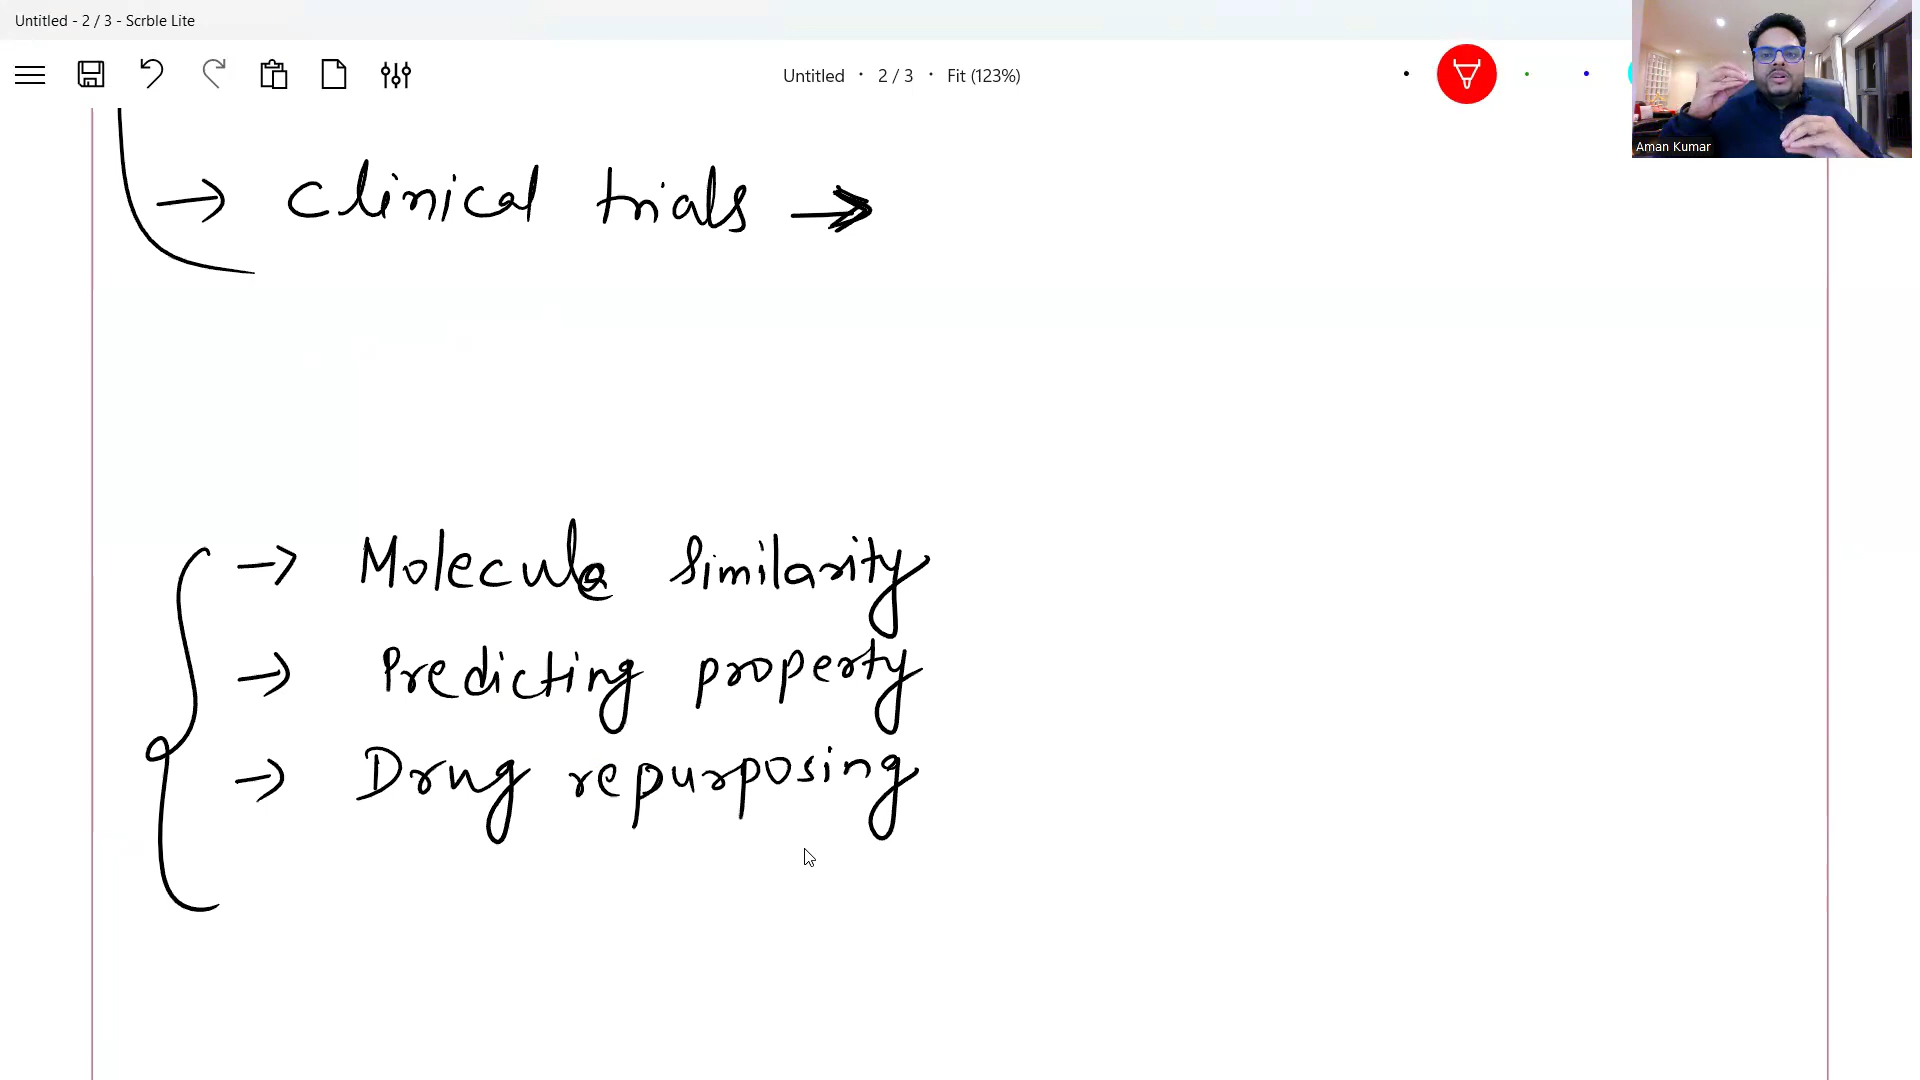 Untitled - 2 / 3 - Scrble Lite
Untitled • 2 / 3 • Fit (123%)
Aman Kumar
→ Clinical trials →
→ Molecule Similarity
→ Predicting property
→ Drug repurposing